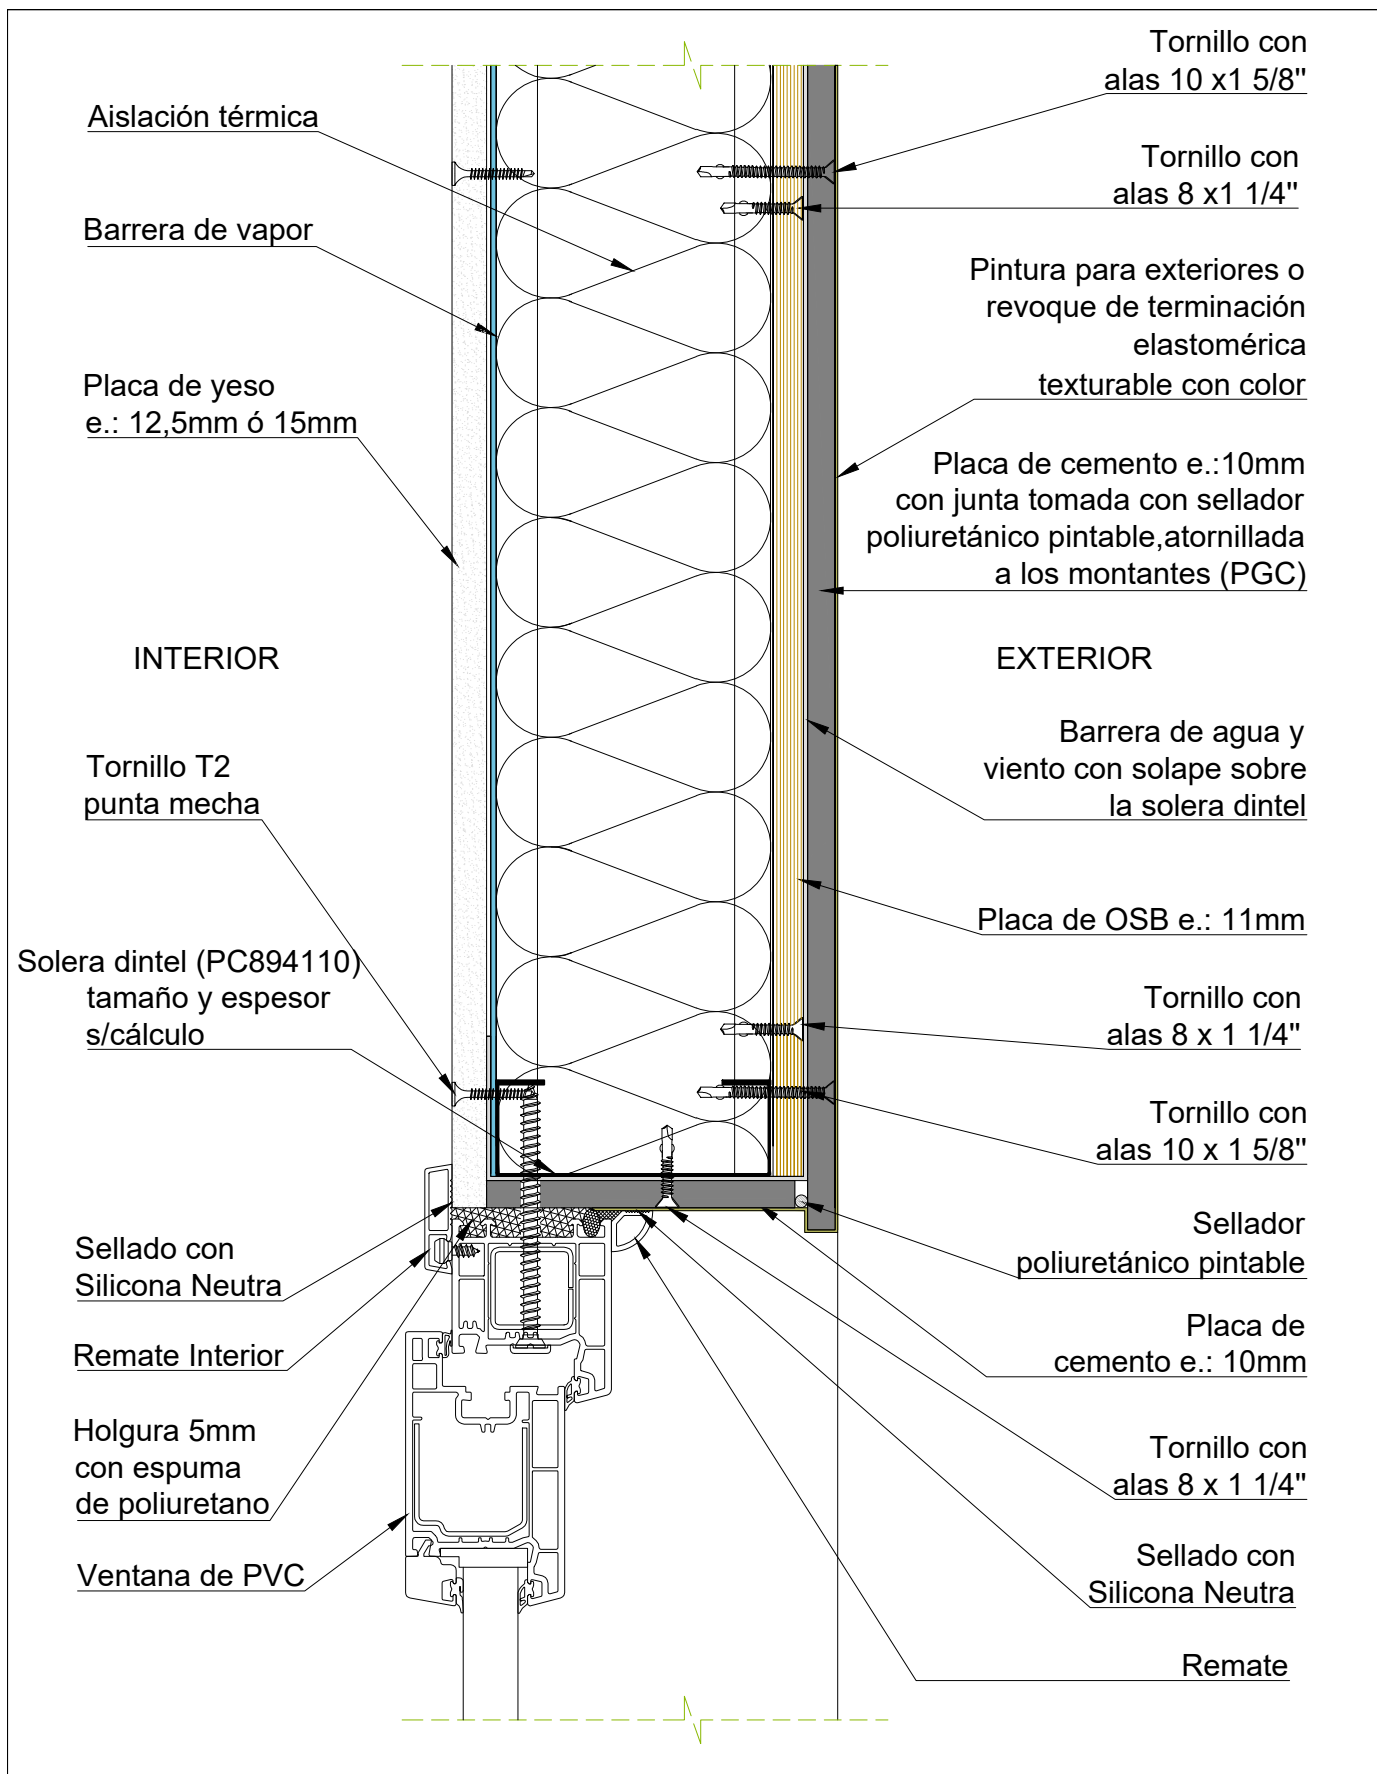 Aislación térmica
Barrera de vapor
Placa de yeso
e.: 12,5mm ó 15mm
INTERIOR
Tornillo T2
punta mecha
Solera dintel (PC894110)
tamaño y espesor
s/cálculo
Sellado con
Silicona Neutra
Remate Interior
Holgura 5mm
con espuma
de poliuretano
Ventana de PVC
Tornillo con
alas 10 x1 5/8"
Tornillo con
alas 8 x1 1/4"
Pintura para exteriores o
revoque de terminación
elastomérica
texturable con color
Placa de cemento e.:10mm
con junta tomada con sellador
poliuretánico pintable,atornillada
a los montantes (PGC)
EXTERIOR
Barrera de agua y
viento con solape sobre
la solera dintel
Placa de OSB e.: 11mm
Tornillo con
alas 8 x 1 1/4"
Tornillo con
alas 10 x 1 5/8"
Sellador
poliuretánico pintable
Placa de
cemento e.: 10mm
Tornillo con
alas 8 x 1 1/4"
Sellado con
Silicona Neutra
Remate